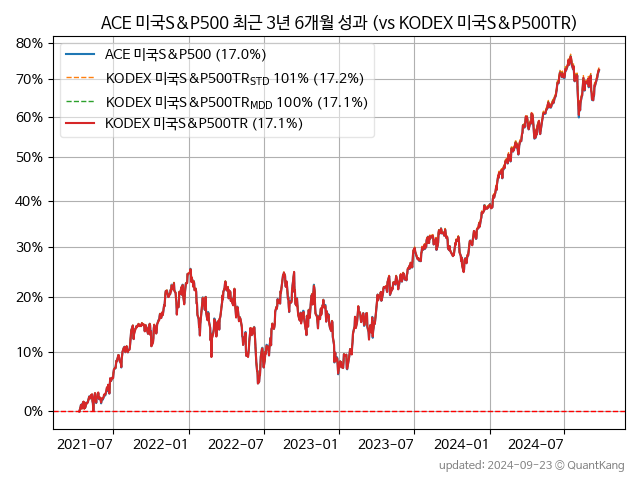 ACE 미국S&P500 최근 3년 6개월 성과 (vs KODEX 미국S&P500TR)
80%
70%
60%
50%
40%
30%
20%
10%
0%
ACE 미국S&P500 (17.0%)
KODEX 미국S&P500TRSTD 101% (17.2%)
KODEX 미국S&P500TRMDD 100% (17.1%)
KODEX 미국S&P500TR (17.1%)
2021-07 2022-01 2022-07 2023-01 2023-07 2024-01 2024-07
updated: 2024-09-23 © QuantKang